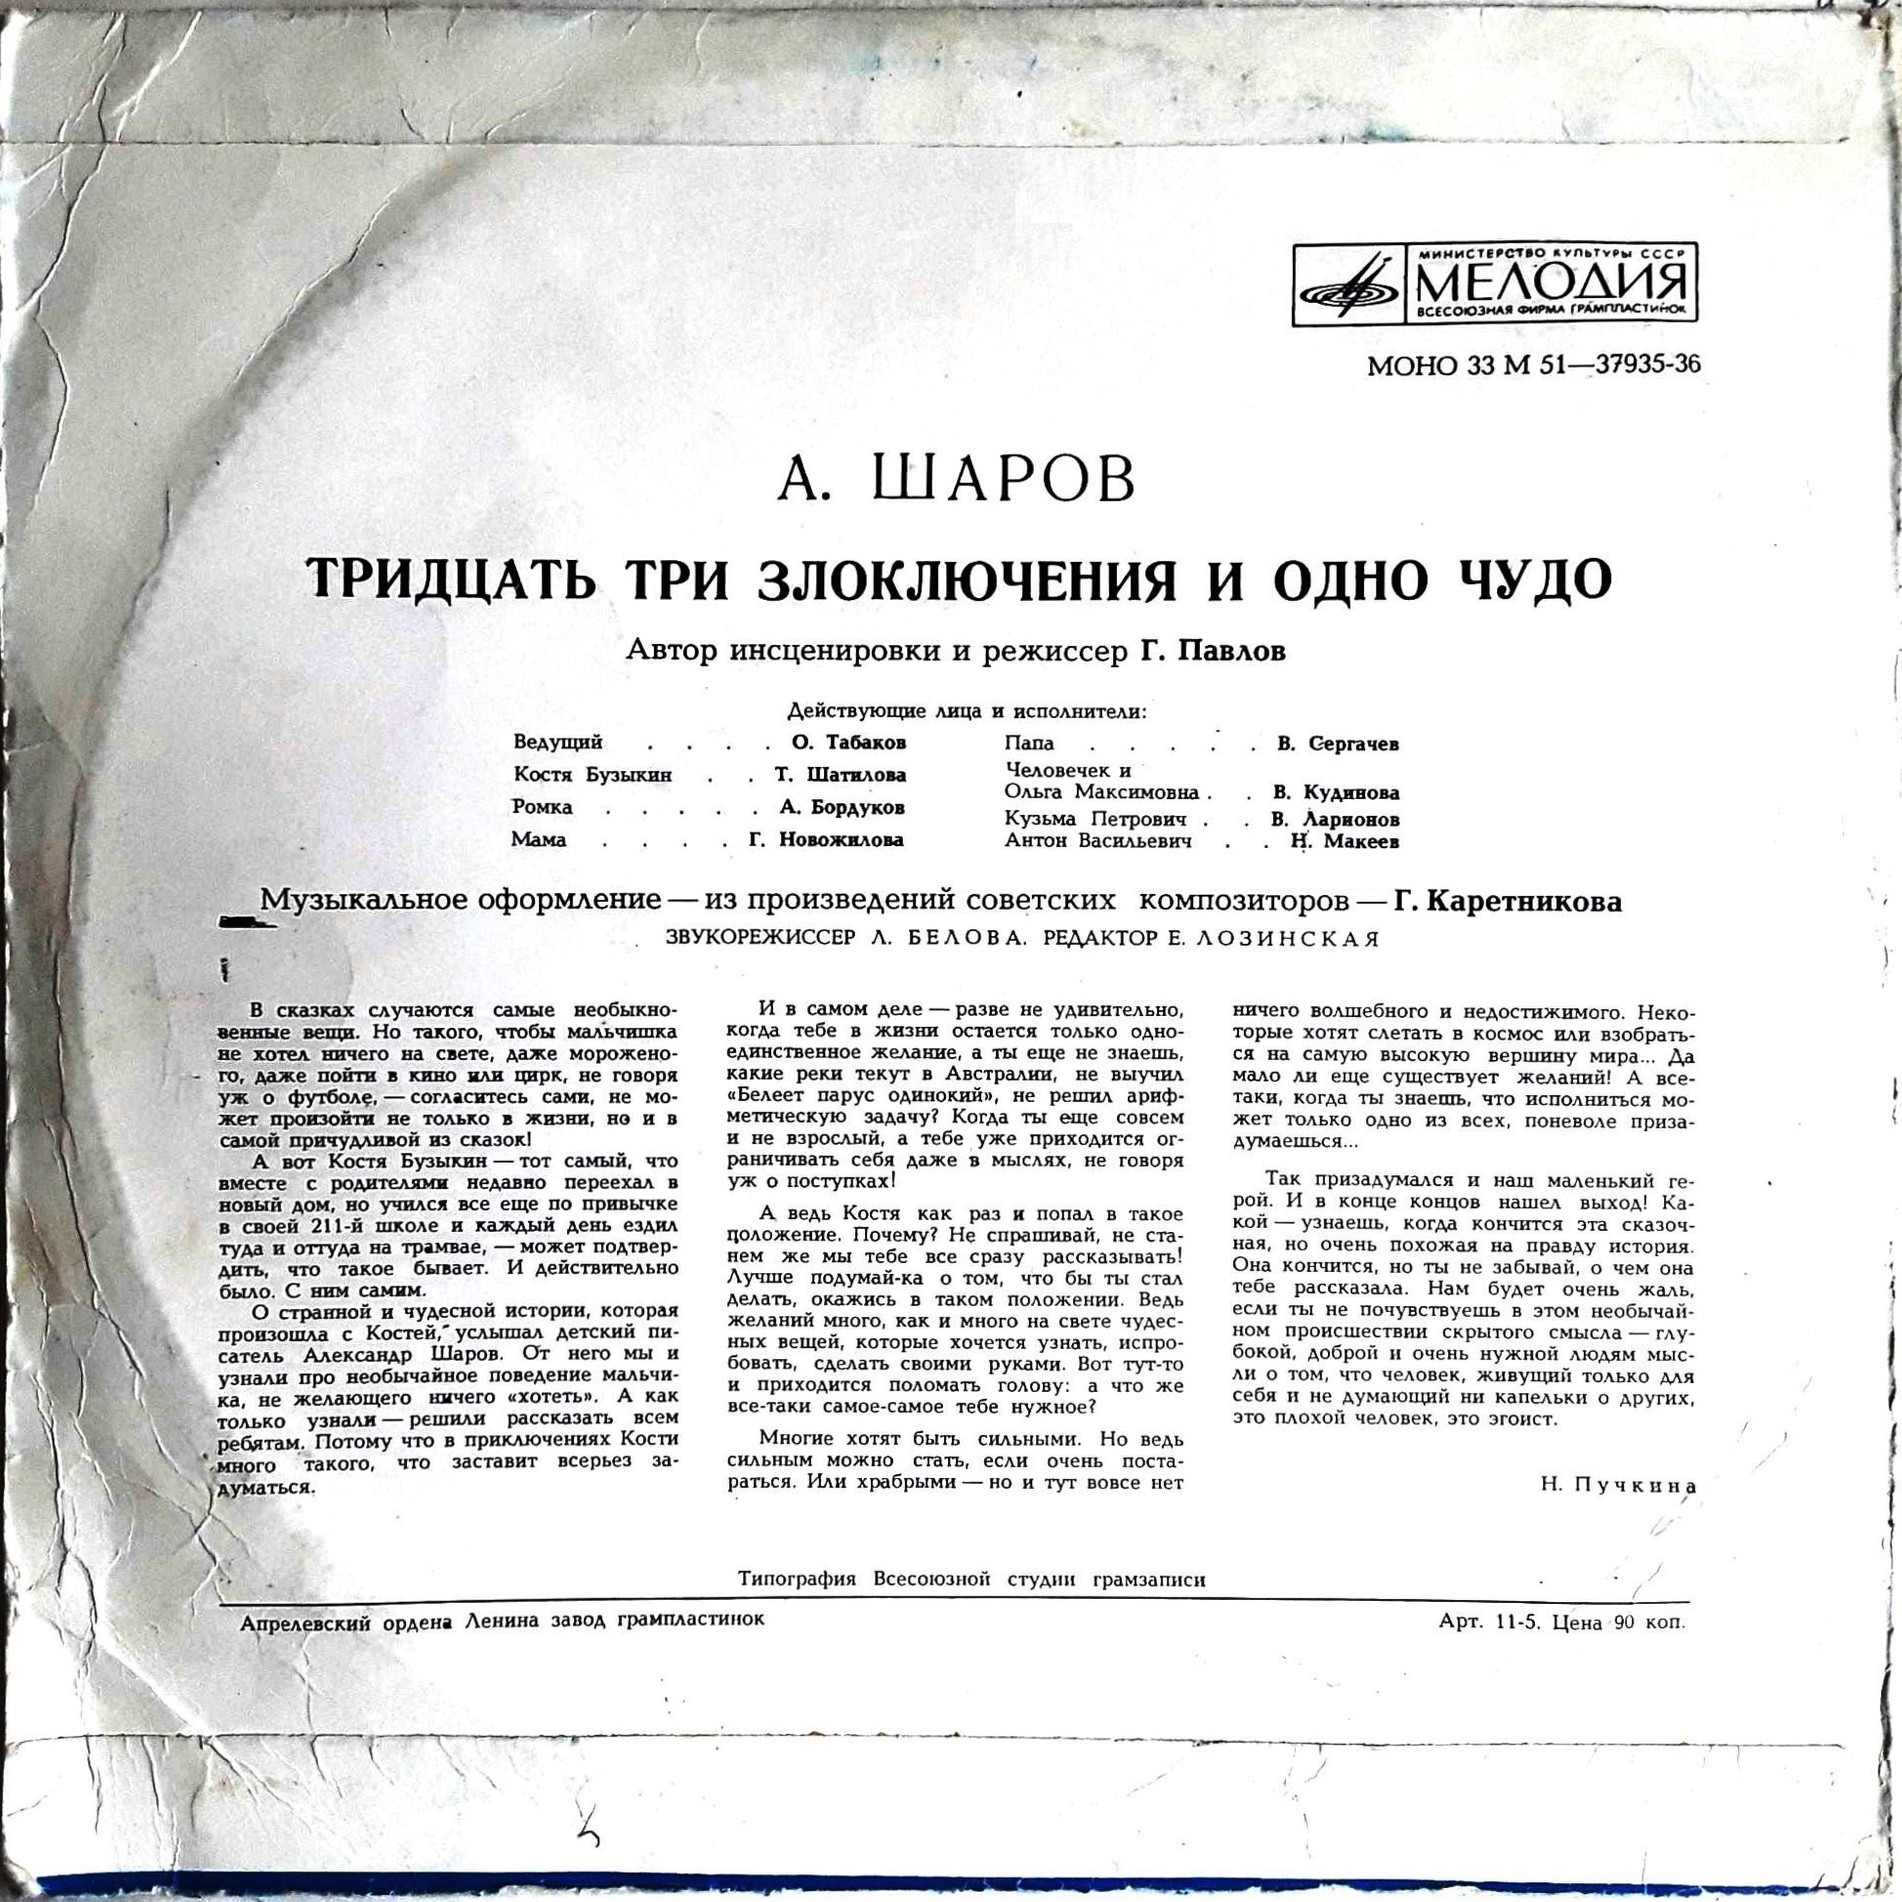 МИНИСТЕРСТВО КУЛЬТУРЫ СССР
МЕЛОДИЯ
ВСЕСОЮЗНАЯ ФИРМА ГРАМПЛАСТИНОК
МОНО 33 М 51—37935-36
А. ШАРОВ
ТРИДЦАТЬ ТРИ ЗЛОКЛЮЧЕНИЯ И ОДНО ЧУДО
Автор инсценировки и режиссер Г. Павлов
Действующие лица и исполнители:
Ведущий . . . . О. Табаков
Костя Бузыкин . . Т. Шатилова
Ромка . . . . . А. Бордуков
Мама . . . . Г. Новожилова
Папа . . . . . В. Сергачев
Человечек и
Ольга Максимовна . . В. Кудинова
Кузьма Петрович . . В. Ларионов
Антон Васильевич . . Н. Макеев
Музыкальное оформление — из произведений советских композиторов — Г. Каретникова
ЗВУКОРЕЖИССЕР Л. БЕЛОВА. РЕДАКТОР Е. ЛОЗИНСКАЯ
В сказках случаются самые необыкно-
венные вещи. Но такого, чтобы мальчишка
не хотел ничего на свете, даже морожено-
го, даже пойти в кино или цирк, не говоря
уж о футболе, — согласитесь сами, не мо-
жет произойти не только в жизни, но и в
самой причудливой из сказок!
А вот Костя Бузыкин — тот самый, что
вместе с родителями недавно переехал в
новый дом, но учился все еще по привычке
в своей 211-й школе и каждый день ездил
туда и оттуда на трамвае, — может подтвер-
дить, что такое бывает. И действительно
было. С ним самим.
О странной и чудесной истории, которая
произошла с Костей, услышал детский пи-
сатель Александр Шаров. От него мы и
узнали про необычайное поведение мальчи-
ка, не желающего ничего «хотеть». А как
только узнали — решили рассказать всем
ребятам. Потому что в приключениях Кости
много такого, что заставит всерьез за-
думаться.
И в самом деле — разве не удивительно,
когда тебе в жизни остается только одно-
единственное желание, а ты еще не знаешь,
какие реки текут в Австралии, не выучил
«Белеет парус одинокий», не решил ариф-
метическую задачу? Когда ты еще совсем
и не взрослый, а тебе уже приходится ог-
раничивать себя даже в мыслях, не говоря
уж о поступках!
А ведь Костя как раз и попал в такое
положение. Почему? Не спрашивай, не ста-
нем же мы тебе все сразу рассказывать!
Лучше подумай-ка о том, что бы ты стал
делать, окажись в таком положении. Ведь
желаний много, как и много на свете чудес-
ных вещей, которые хочется узнать, испро-
бовать, сделать своими руками. Вот тут-то
и приходится поломать голову: а что же
все-таки самое-самое тебе нужное?
Многие хотят быть сильными. Но ведь
сильным можно стать, если очень поста-
раться. Или храбрыми — но и тут вовсе нет
ничего волшебного и недостижимого. Неко-
торые хотят слетать в космос или взобрать-
ся на самую высокую вершину мира... Да
мало ли еще существует желаний! А все-
таки, когда ты знаешь, что исполниться мо-
жет только одно из всех, поневоле приза-
думаешься...
Так призадумался и наш маленький ге-
рой. И в конце концов нашел выход! Ка-
кой — узнаешь, когда кончится эта сказоч-
ная, но очень похожая на правду история.
Она кончится, но ты не забывай, о чем она
тебе рассказала. Нам будет очень жаль,
если ты не почувствуешь в этом необычай-
ном происшествии скрытого смысла — глу-
бокой, доброй и очень нужной людям мыс-
ли о том, что человек, живущий только для
себя и не думающий ни капельки о других,
это плохой человек, это эгоист.
Н. Пучкина
Типография Всесоюзной студии грамзаписи
Апрелевский ордена Ленина завод грампластинок
Арт. 11-5. Цена 90 коп.